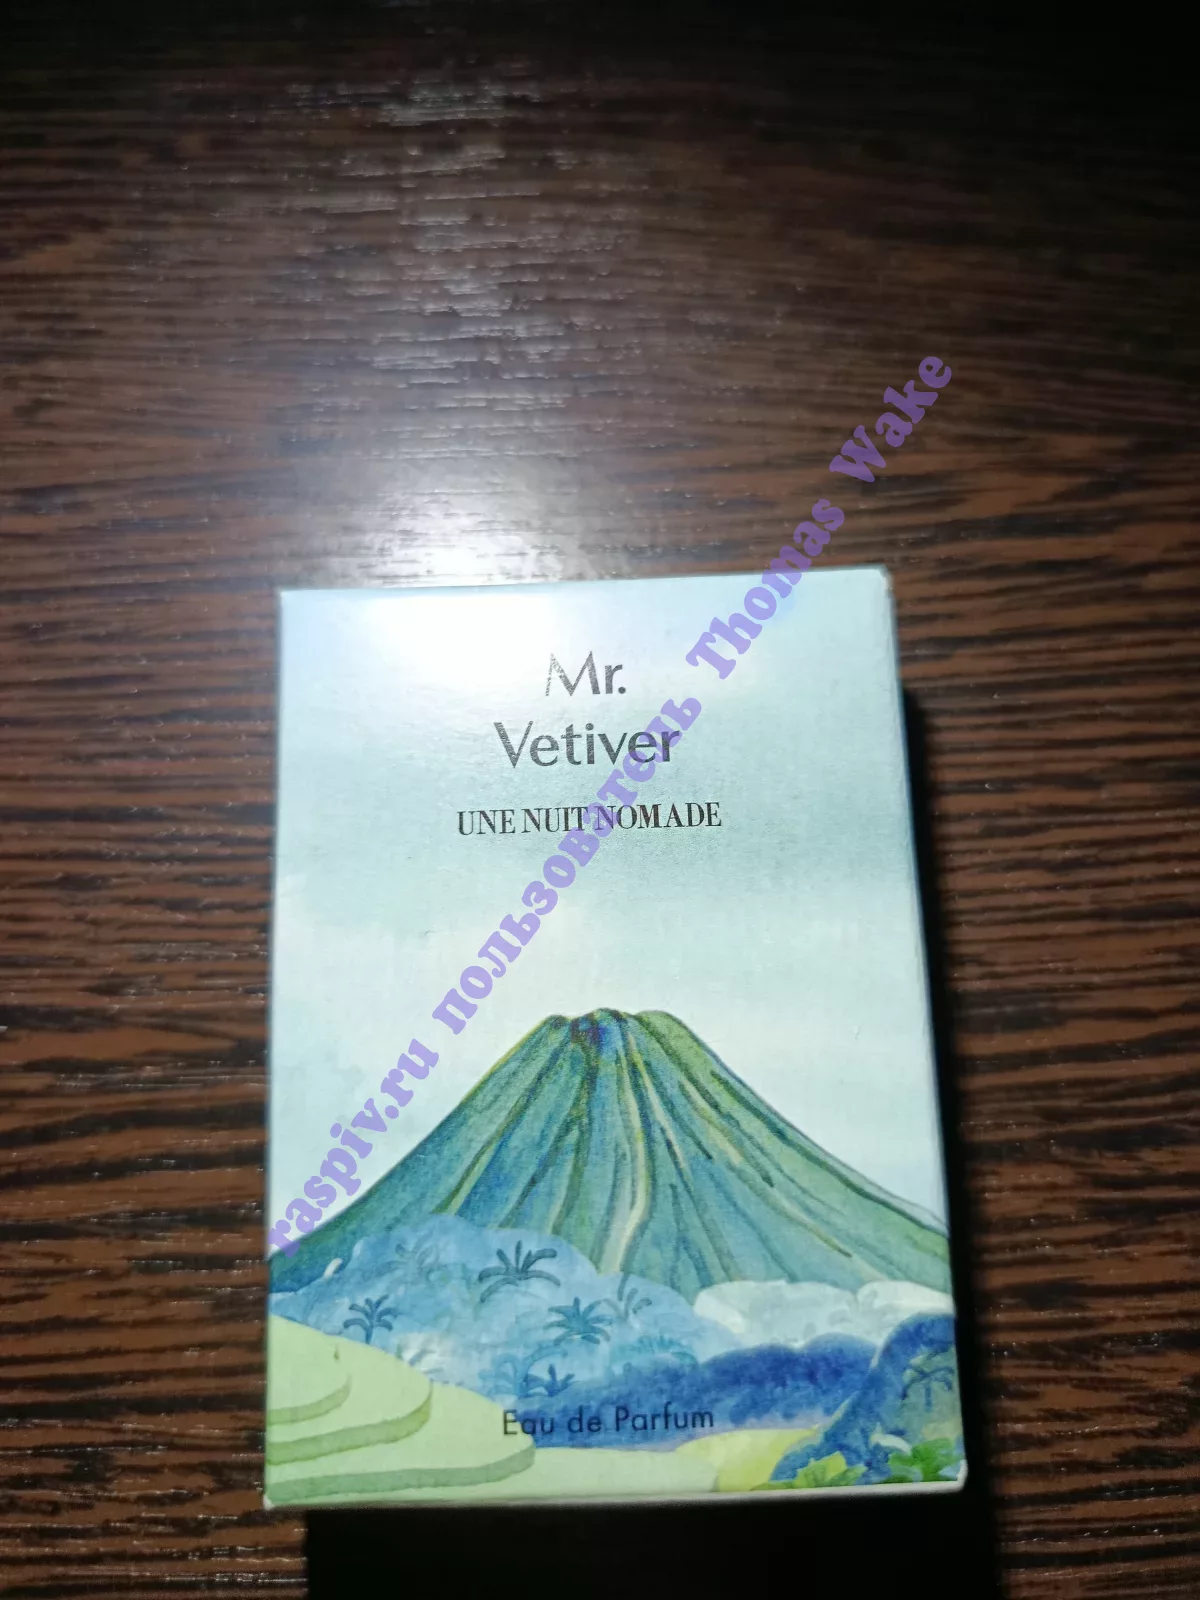 Mr.
Vetiver
UNE NUIT NOMADE
Eau de Parfum
raspiv.ru пользователь Thomas Wake